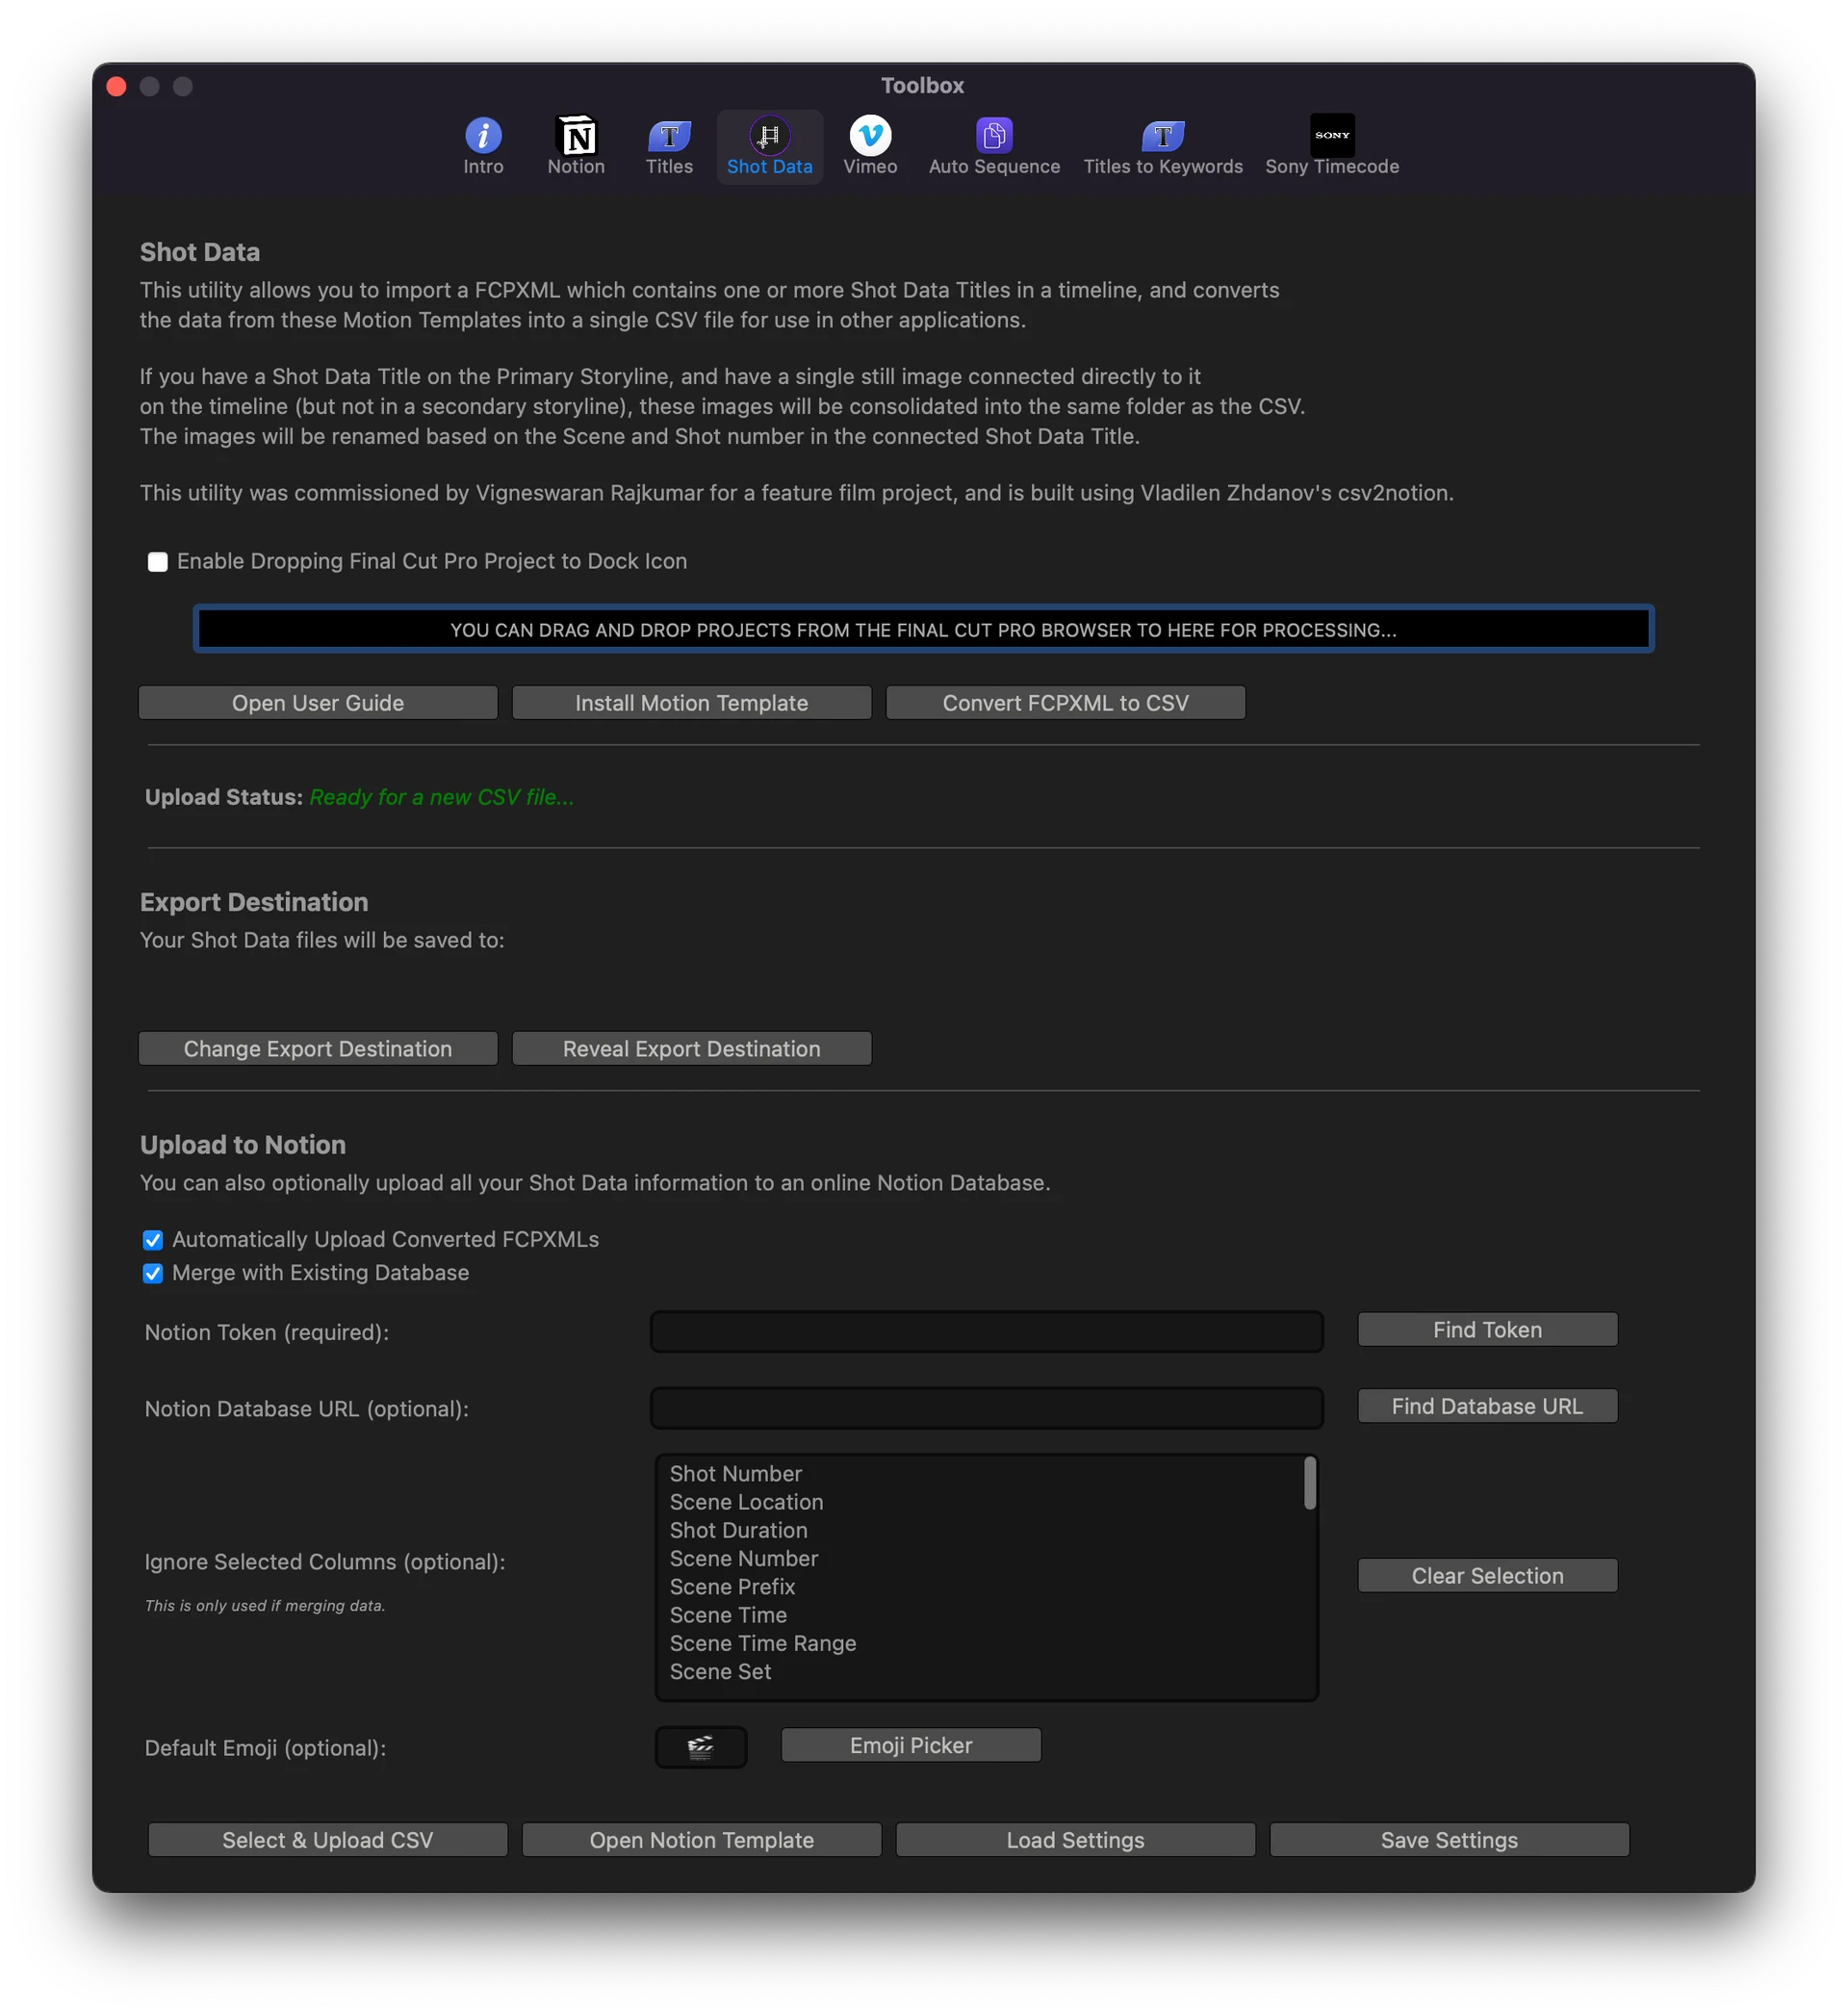 Toolbox
Intro
N
Notion
T
Titles
Shot Data
Vimeo
Auto Sequence
T
Titles to Keywords
SONY
Sony Timecode
Shot Data
This utility allows you to import a FCPXML which contains one or more Shot Data Titles in a timeline, and converts
the data from these Motion Templates into a single CSV file for use in other applications.
If you have a Shot Data Title on the Primary Storyline, and have a single still image connected directly to it
on the timeline (but not in a secondary storyline), these images will be consolidated into the same folder as the CSV.
The images will be renamed based on the Scene and Shot number in the connected Shot Data Title.
This utility was commissioned by Vigneswaran Rajkumar for a feature film project, and is built using Vladilen Zhdanov's csv2notion.
Enable Dropping Final Cut Pro Project to Dock Icon
YOU CAN DRAG AND DROP PROJECTS FROM THE FINAL CUT PRO BROWSER TO HERE FOR PROCESSING...
Open User Guide
Install Motion Template
Convert FCPXML to CSV
Upload Status: Ready for a new CSV file...
Export Destination
Your Shot Data files will be saved to:
Change Export Destination
Reveal Export Destination
Upload to Notion
You can also optionally upload all your Shot Data information to an online Notion Database.
Automatically Upload Converted FCPXMLs
Merge with Existing Database
Notion Token (required):
Find Token
Notion Database URL (optional):
Find Database URL
Shot Number
Scene Location
Shot Duration
Scene Number
Scene Prefix
Scene Time
Scene Time Range
Scene Set
Ignore Selected Columns (optional):
This is only used if merging data.
Clear Selection
Default Emoji (optional):
Emoji Picker
Select & Upload CSV
Open Notion Template
Load Settings
Save Settings